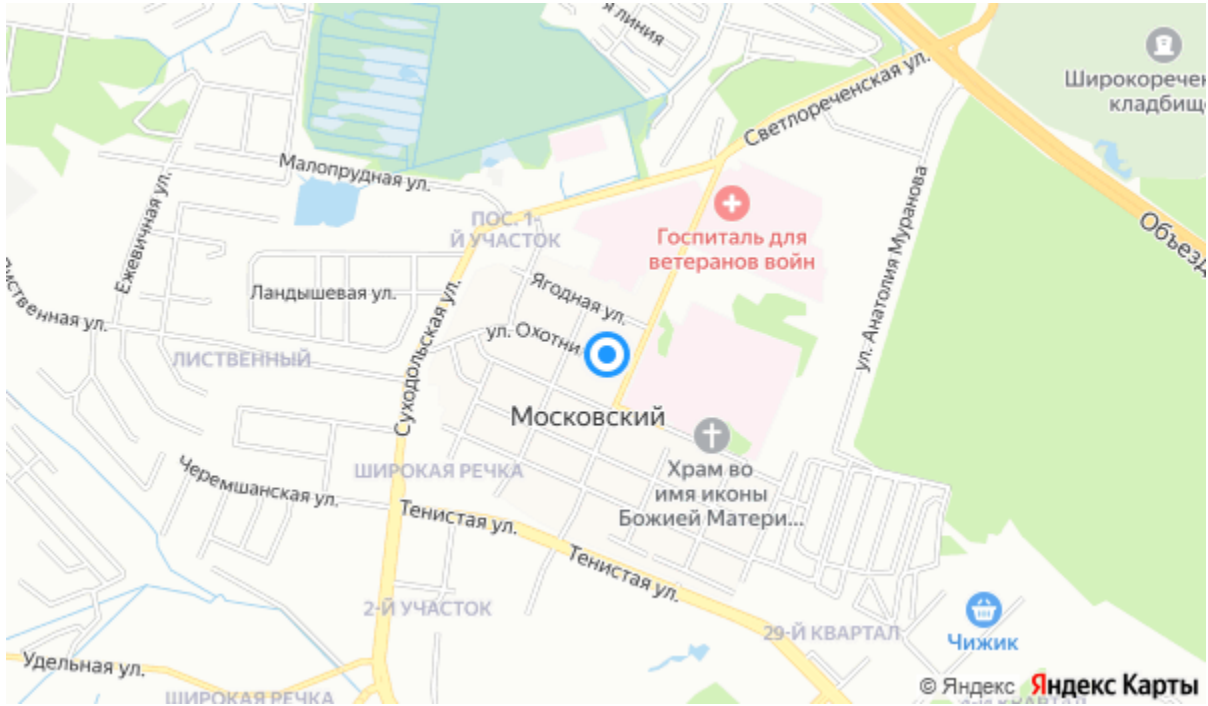 я линия
Широкоречен
кладбищ
Светлореченская ул.
Малопрудная ул.
Ежевичная ул.
ул. Анатолия Муранова
Объезд
ПОС. 1-
Й УЧАСТОК
Госпиталь для
ветеранов войн
Лиственная ул.
Ландышевая ул.
Ягодная ул.
ул. Охотни
ЛИСТВЕННЫЙ
Суходольская ул.
Московский
ШИРОКАЯ РЕЧКА
Храм во
имя иконы
Божией Матери...
Черемшанская ул.
Тенистая ул.
Тенистая ул.
2-Й УЧАСТОК
29-Й КВАРТАЛ
Чижик
Удельная ул.
ШИРОКАЯ РЕЧКА
© Яндекс Яндекс Карты